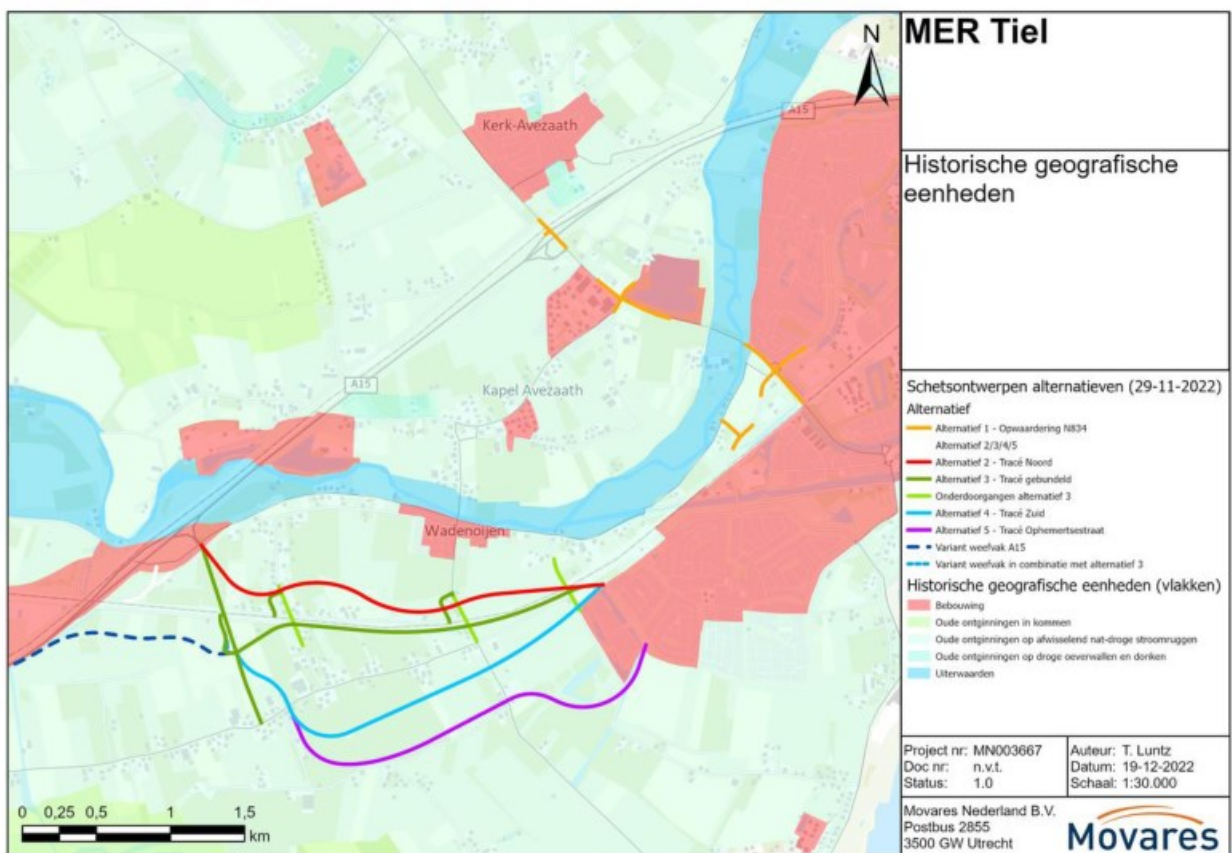 MER Tiel
Historische geografische
eenheden
N
Kerk-Avezaath
A15
A15
Kapel Avezaath
Wadenoijen
0 0,25 0,5 1 1,5
km
Schetsontwerpen alternatieven (29-11-2022)
Alternatief
Alternatief 1 - Opwaardering N834
Alternatief 2/3/4/5
Alternatief 2 - Tracé Noord
Alternatief 3 - Tracé gebundeld
Onderdoorgangen alternatief 3
Alternatief 4 - Tracé Zuid
Alternatief 5 - Tracé Ophemertsestraat
Variant weefvak A15
Variant weefvak in combinatie met alternatief 3
Historische geografische eenheden (vlakken)
Bebouwing
Oude ontginningen in kommen
Oude ontginningen op afwisselend nat-droge stroomruggen
Oude ontginningen op droge oeverwallen en donken
Uiterwaarden
Project nr: MN003667
Doc nr: n.v.t.
Status: 1.0
Auteur: T. Luntz
Datum: 19-12-2022
Schaal: 1:30.000
Movares Nederland B.V.
Postbus 2855
3500 GW Utrecht
Movares